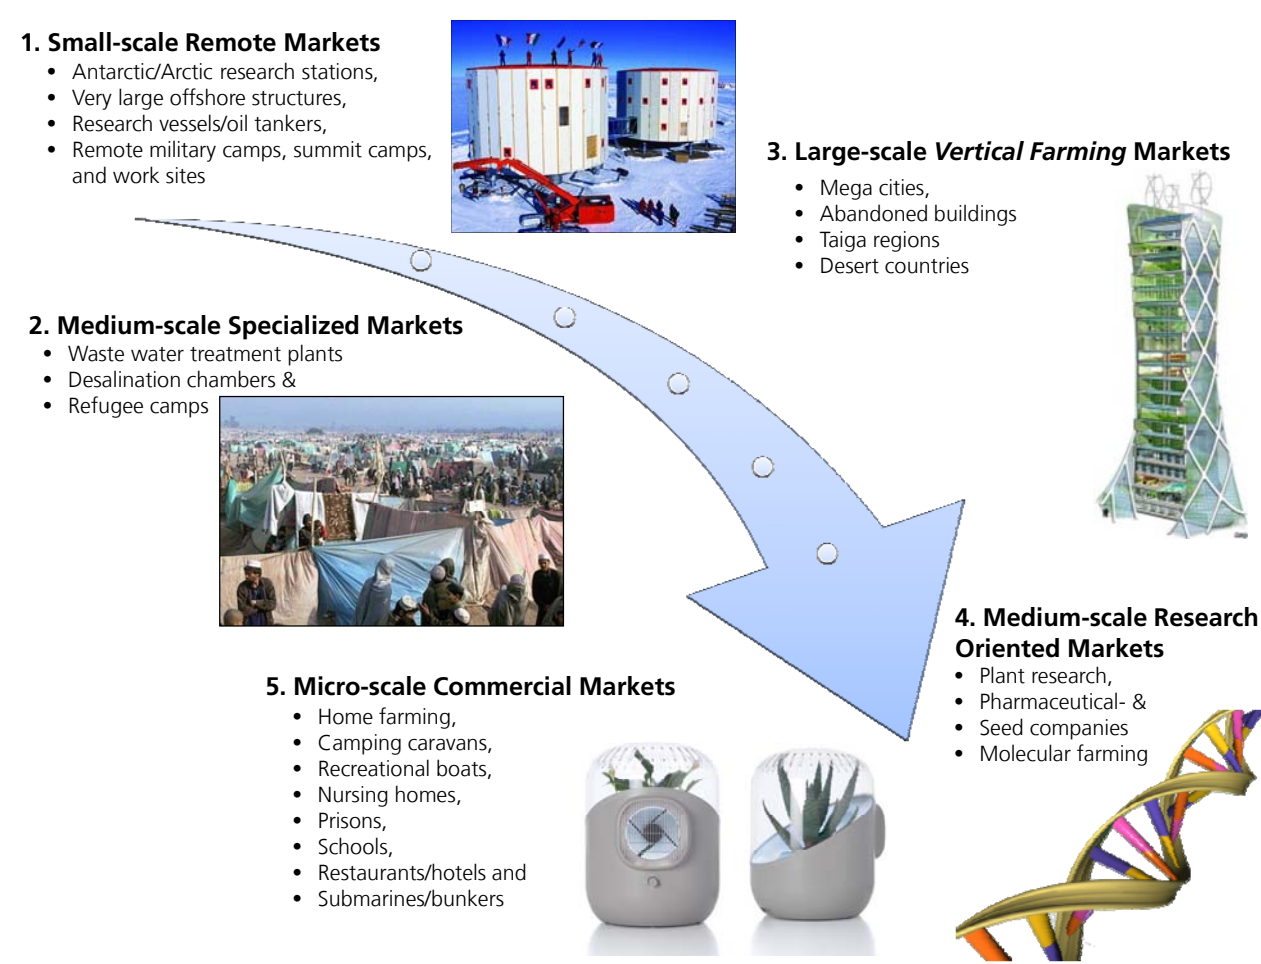 1. Small-scale Remote Markets
• Antarctic/Arctic research stations,
• Very large offshore structures,
• Research vessels/oil tankers,
• Remote military camps, summit camps,
and work sites
2. Medium-scale Specialized Markets
• Waste water treatment plants
• Desalination chambers &
• Refugee camps
3. Large-scale Vertical Farming Markets
• Mega cities,
• Abandoned buildings
• Taiga regions
• Desert countries
4. Medium-scale Research
Oriented Markets
• Plant research,
• Pharmaceutical- &
• Seed companies
• Molecular farming
5. Micro-scale Commercial Markets
• Home farming,
• Camping caravans,
• Recreational boats,
• Nursing homes,
• Prisons,
• Schools,
• Restaurants/hotels and
• Submarines/bunkers